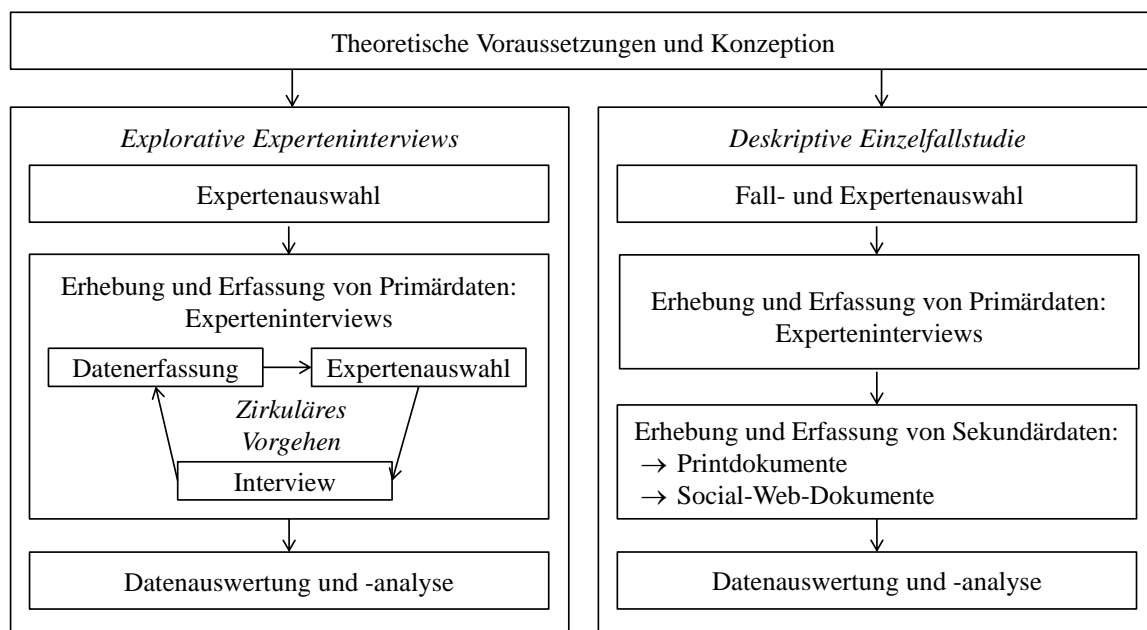 Theoretische Voraussetzungen und Konzeption
Explorative Experteninterviews
Expertenauswahl
Erhebung und Erfassung von Primärdaten:
Experteninterviews
Datenerfassung
Expertenauswahl
Zirkuläres
Vorgehen
Interview
Datenauswertung und -analyse
Deskriptive Einzelfallstudie
Fall- und Expertenauswahl
Erhebung und Erfassung von Primärdaten:
Experteninterviews
Erhebung und Erfassung von Sekundärdaten:
→ Printdokumente
→ Social-Web-Dokumente
Datenauswertung und -analyse